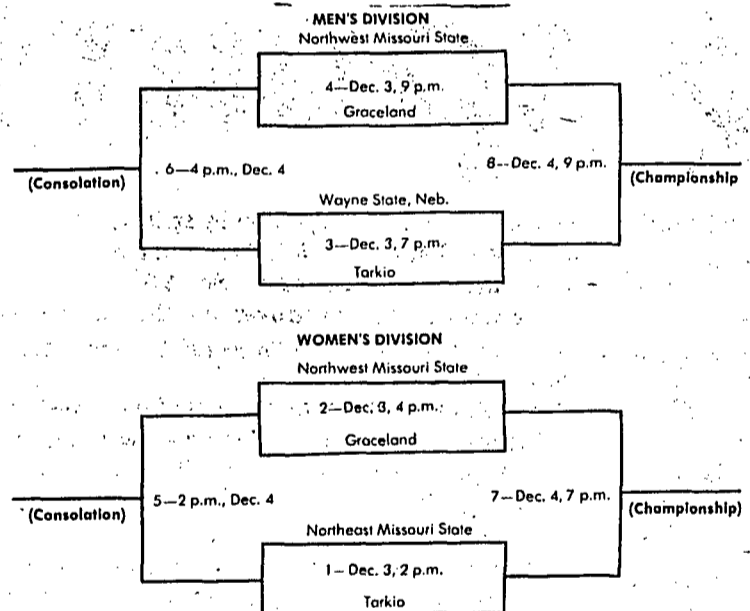 MEN'S DIVISION
Northwest Missouri State
4—Dec. 3, 9 p.m.
Graceland
6—4 p.m., Dec. 4
8--Dec. 4, 9 p.m.
(Consolation)
(Championship
Wayne State, Neb.
3—Dec. 3, 7 p.m.
Tarkio
WOMEN'S DIVISION
Northwest Missouri State
2—Dec. 3, 4 p.m.
Graceland
5—2 p.m., Dec. 4
7—Dec. 4, 7 p.m.
(Consolation)
(Championship)
Northeast Missouri State
1— Dec. 3, 2 p.m.
Tarkio